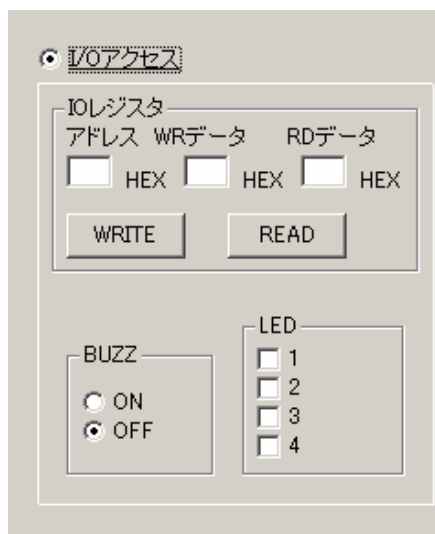 I/Oアクセス
IOレジスタ
アドレス WRデータ RDデータ
HEX HEX HEX
WRITE READ
LED
BUZZ
1
2
ON
3
OFF
4